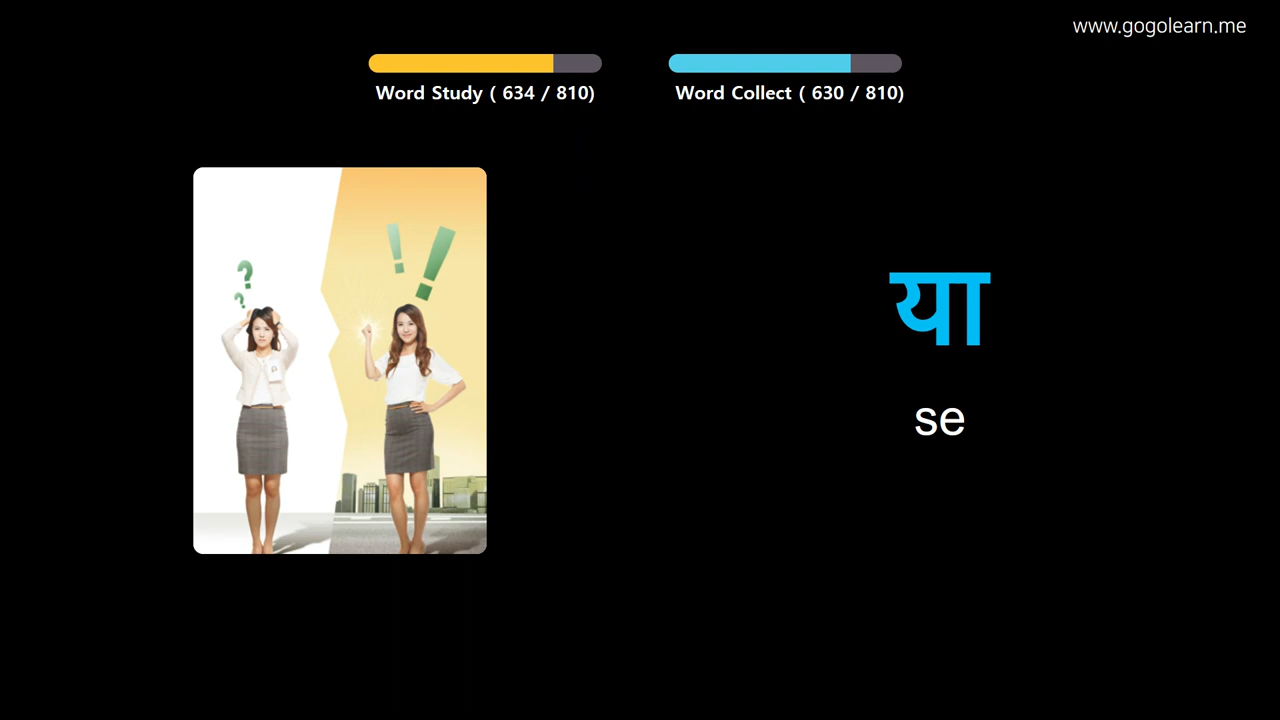 www.gogolearn.me
Word Study ( 634 / 810)
Word Collect ( 630 / 810)
? ?
! !
या
se